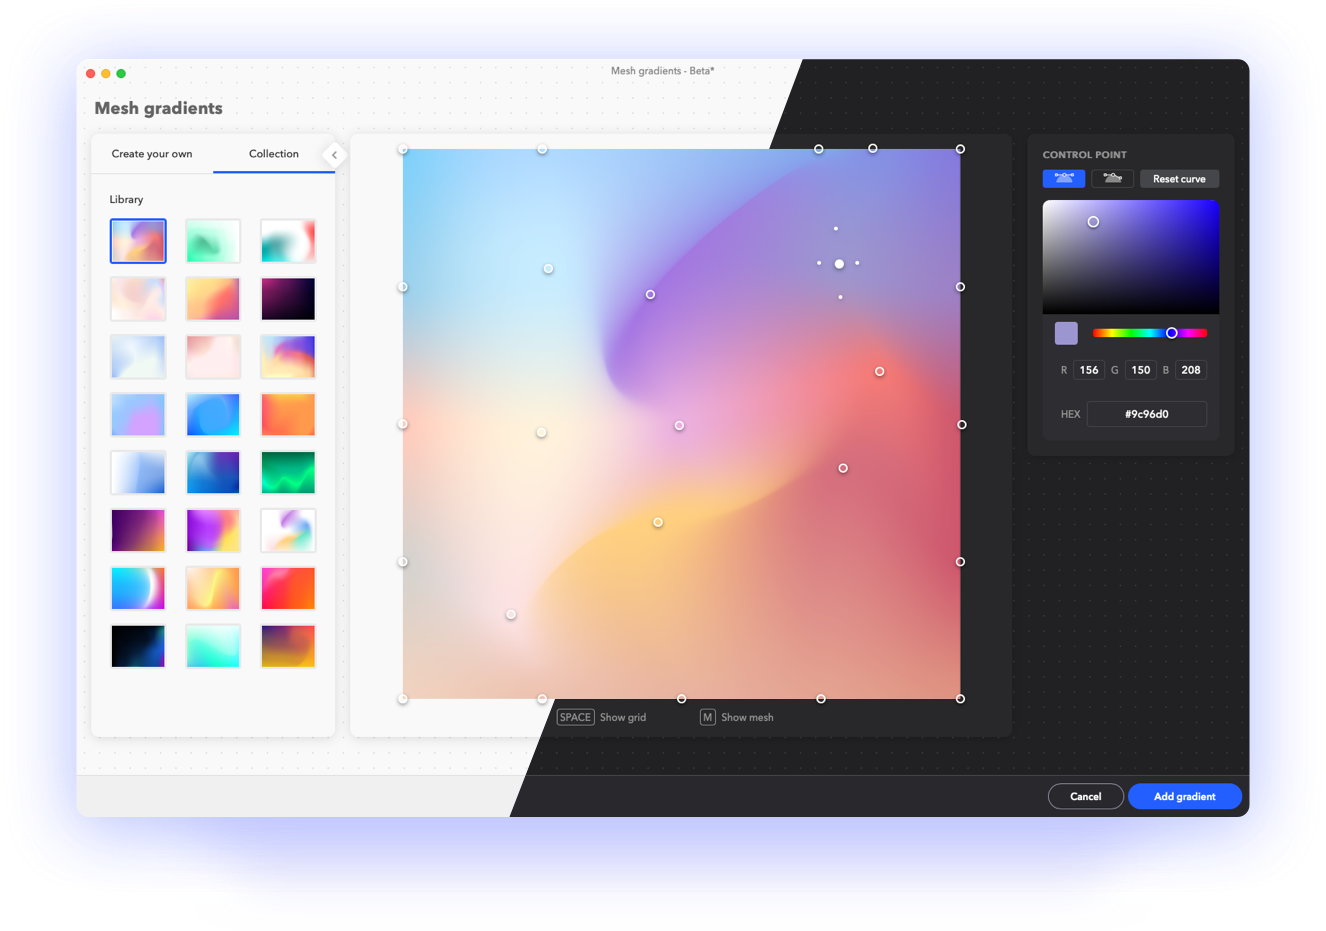 Mesh gradients - Beta*
Mesh gradients
Create your own
Collection
Library
CONTROL POINT
Reset curve
R 156 G 150 B 208
HEX #9c96d0
SPACE Show grid
M Show mesh
Cancel
Add gradient